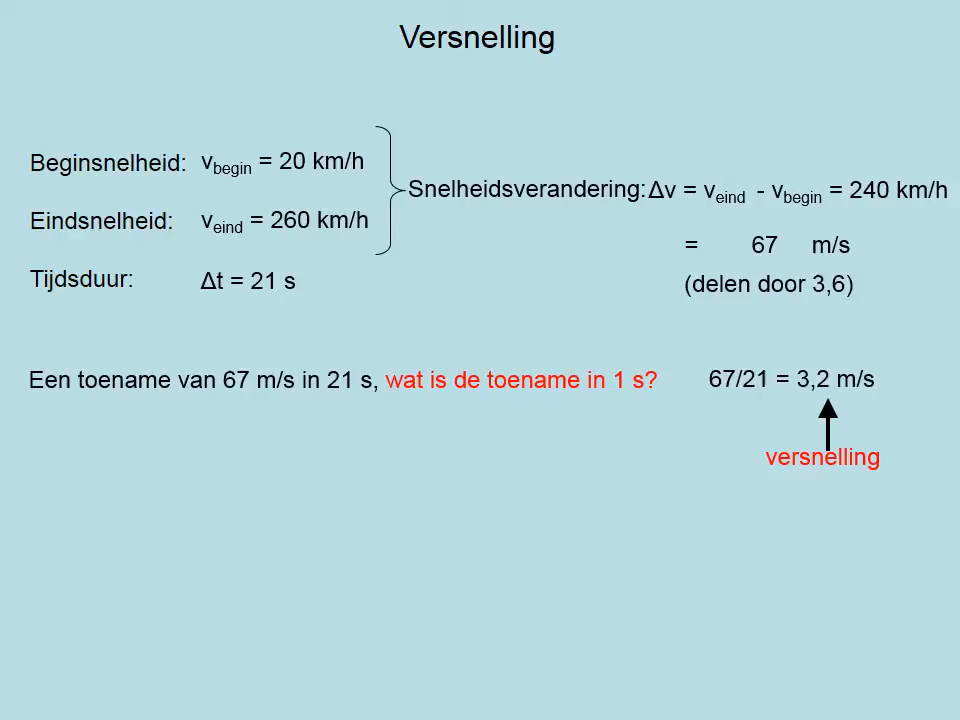 Versnelling
Beginsnelheid: vbegin = 20 km/h
Eindsnelheid: veind = 260 km/h
Snelheidsverandering: Δv = veind - vbegin = 240 km/h
= 67 m/s
(delen door 3,6)
Tijdsduur: Δt = 21 s
Een toename van 67 m/s in 21 s, wat is de toename in 1 s? 67/21 = 3,2 m/s
versnelling